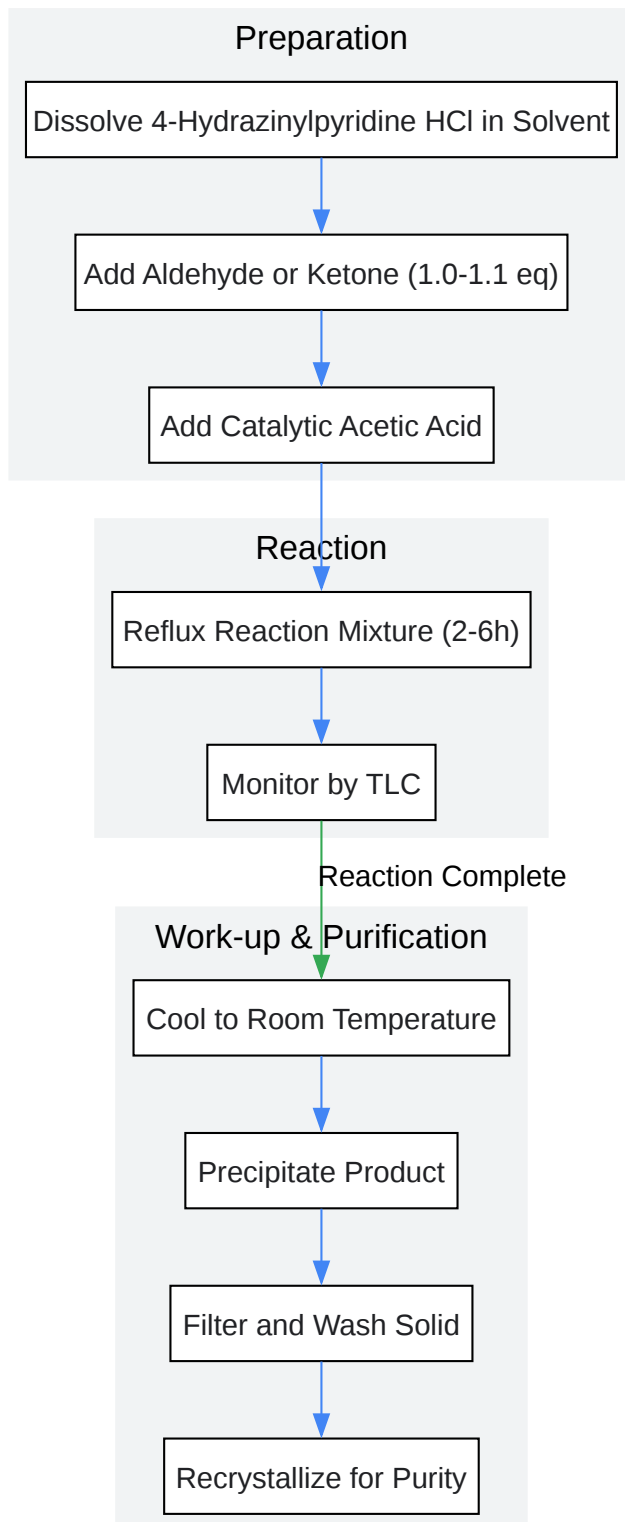 Preparation
Dissolve 4-Hydrazinylpyridine HCl in Solvent
Add Aldehyde or Ketone (1.0-1.1 eq)
Add Catalytic Acetic Acid
Reaction
Reflux Reaction Mixture (2-6h)
Monitor by TLC
Reaction Complete
Work-up & Purification
Cool to Room Temperature
Precipitate Product
Filter and Wash Solid
Recrystallize for Purity